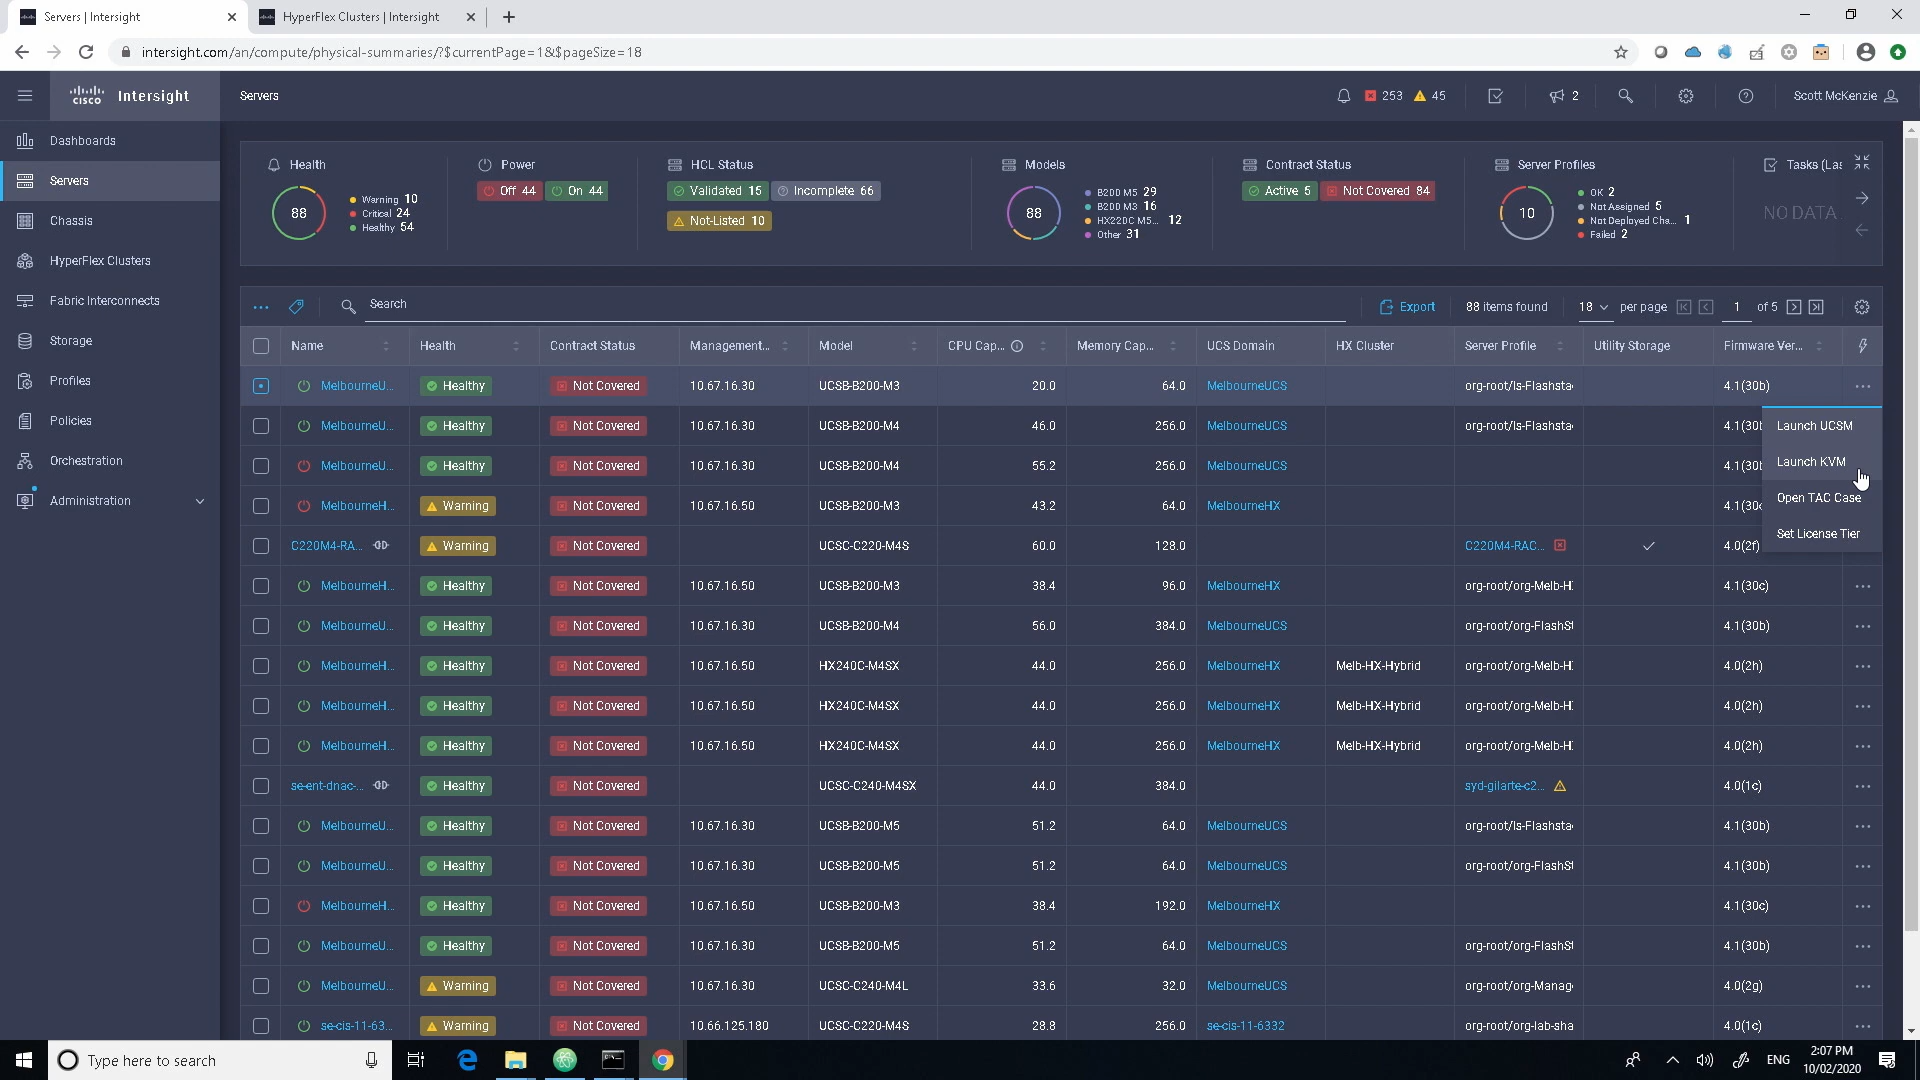 Servers | Intersight
HyperFlex Clusters | Intersight
intersight.com/an/compute/physical-summaries/?$currentPage=1&$pageSize=18
cisco Intersight
Servers
253 45
2
Scott McKenzie
Dashboards
Servers
Chassis
HyperFlex Clusters
Fabric Interconnects
Storage
Profiles
Policies
Orchestration
Administration
Health
88
Warning 10
Critical 24
Healthy 54
Power
Off 44 On 44
HCL Status
Validated 15 Incomplete 66
Not-Listed 10
Models
88
B200 M5 29
B200 M3 16
HX220C M5... 12
Other 31
Contract Status
Active 5 Not Covered 84
Server Profiles
10
OK 2
Not Assigned 5
Not Deployed Cha... 1
Failed 2
Tasks (Las
NO DATA
Search
Export 88 items found 18 per page 1 of 5
Name Health Contract Status Management... Model CPU Cap... Memory Cap... UCS Domain HX Cluster Server Profile Utility Storage Firmware Ver...
MelbourneU... Healthy Not Covered 10.67.16.30 UCSB-B200-M3 20.0 64.0 MelbourneUCS org-root/ls-Flashsta 4.1(30b) ...
MelbourneU... Healthy Not Covered 10.67.16.30 UCSB-B200-M4 46.0 256.0 MelbourneUCS org-root/ls-Flashsta 4.1(30b
MelbourneU... Healthy Not Covered 10.67.16.30 UCSB-B200-M4 55.2 256.0 MelbourneUCS 4.1(30b
MelbourneH... Warning Not Covered 10.67.16.50 UCSB-B200-M3 43.2 64.0 MelbourneHX 4.1(30c
C220M4-RA... Warning Not Covered UCSC-C220-M4S 60.0 128.0 C220M4-RAC... 4.0(2f)
MelbourneH... Healthy Not Covered 10.67.16.50 UCSB-B200-M3 38.4 96.0 MelbourneHX org-root/org-Melb-H 4.1(30c) ...
MelbourneU... Healthy Not Covered 10.67.16.30 UCSB-B200-M4 56.0 384.0 MelbourneUCS org-root/org-FlashSt 4.1(30b) ...
MelbourneH... Healthy Not Covered 10.67.16.50 HX240C-M4SX 44.0 256.0 MelbourneHX Melb-HX-Hybrid org-root/org-Melb-H 4.0(2h) ...
MelbourneH... Healthy Not Covered 10.67.16.50 HX240C-M4SX 44.0 256.0 MelbourneHX Melb-HX-Hybrid org-root/org-Melb-H 4.0(2h) ...
MelbourneH... Healthy Not Covered 10.67.16.50 HX240C-M4SX 44.0 256.0 MelbourneHX Melb-HX-Hybrid org-root/org-Melb-H 4.0(2h) ...
se-ent-dnac-... Healthy Not Covered UCSC-C240-M4SX 44.0 384.0 syd-gilarte-c2... 4.0(1c) ...
MelbourneU... Healthy Not Covered 10.67.16.30 UCSB-B200-M5 51.2 64.0 MelbourneUCS org-root/ls-Flashsta 4.1(30b) ...
MelbourneU... Healthy Not Covered 10.67.16.30 UCSB-B200-M5 51.2 64.0 MelbourneUCS org-root/org-FlashSt 4.1(30b) ...
MelbourneH... Healthy Not Covered 10.67.16.50 UCSB-B200-M3 38.4 192.0 MelbourneHX 4.1(30c) ...
MelbourneU... Healthy Not Covered 10.67.16.30 UCSB-B200-M5 51.2 64.0 MelbourneUCS org-root/org-FlashSt 4.1(30b) ...
MelbourneU... Warning Not Covered 10.67.16.30 UCSC-C240-M4L 33.6 32.0 MelbourneUCS org-root/org-Manag 4.0(2g) ...
se-cis-11-63... Warning Not Covered 10.66.125.180 UCSC-C220-M4S 28.8 256.0 se-cis-11-6332 org-root/org-lab-sha 4.0(1c) ...
Launch UCSM
Launch KVM
Open TAC Case
Set License Tier
Type here to search
ENG
2:07 PM
10/02/2020